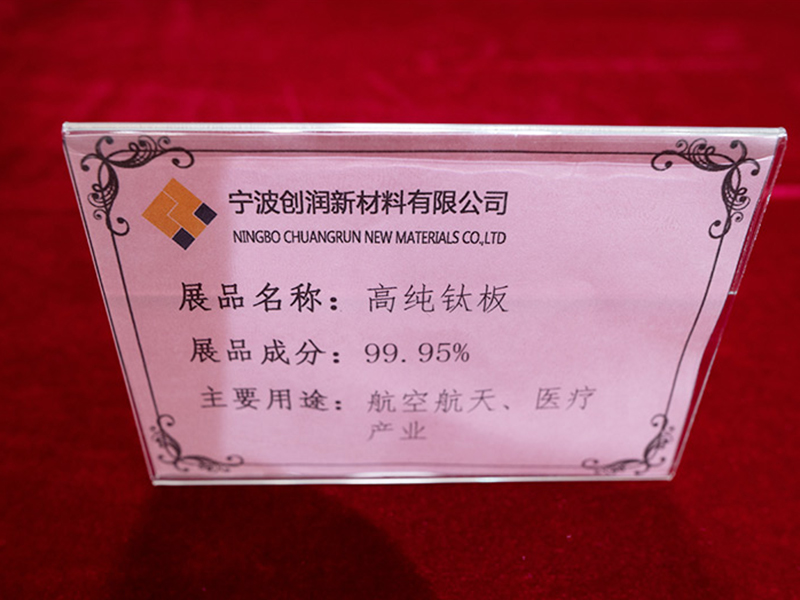 宁波创润新材料有限公司
NINGBO CHUANGRUN NEW MATERIALS CO.,LTD
展品名称：高纯钛板
展品成分：99.95%
主要用途：航空航天、医疗
产业